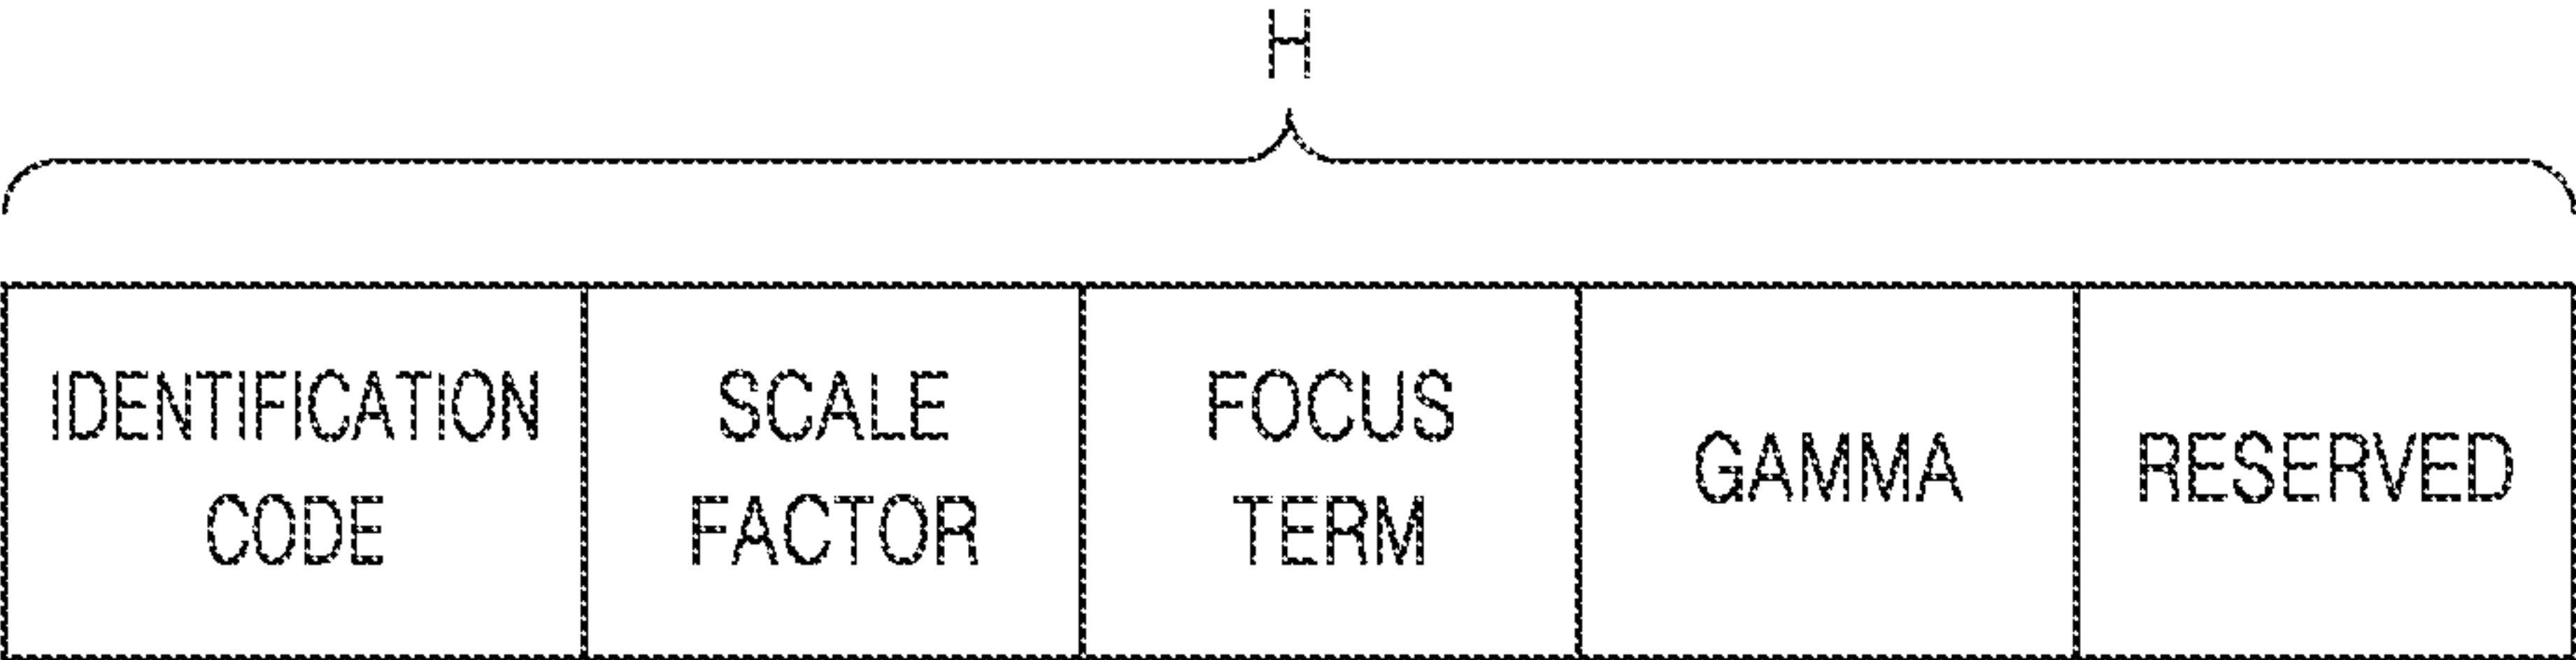 H
IDENTIFICATION
CODE
SCALE
FACTOR
FOCUS
TERM
GAMMA
RESERVED